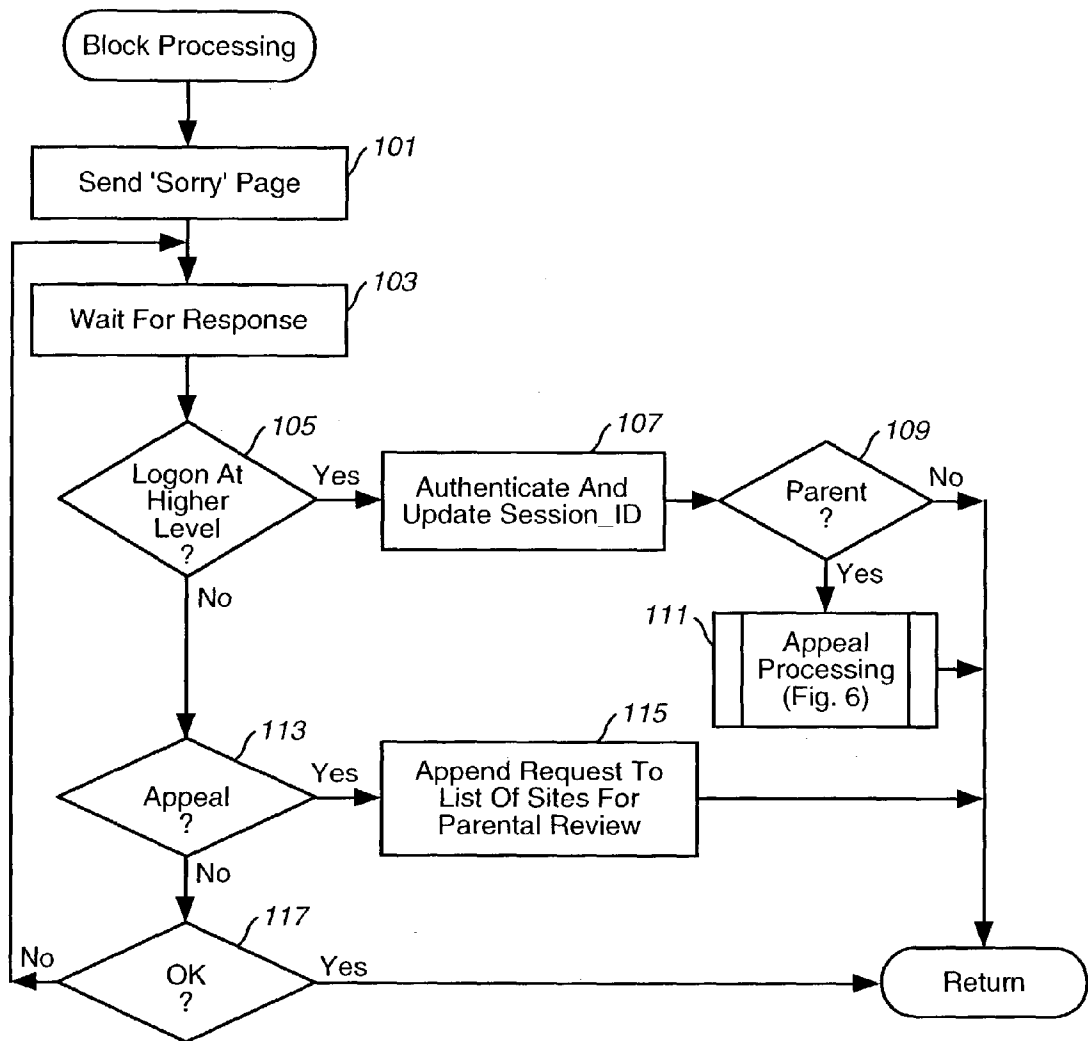 Block Processing
101
Send 'Sorry' Page
103
Wait For Response
105
Logon At
Higher
Level
?
Yes
No
107
Authenticate And
Update Session_ID
109
Parent
?
No
Yes
111
Appeal
Processing
(Fig. 6)
113
Appeal
?
Yes
No
115
Append Request To
List Of Sites For
Parental Review
117
OK
?
No
Yes
Return